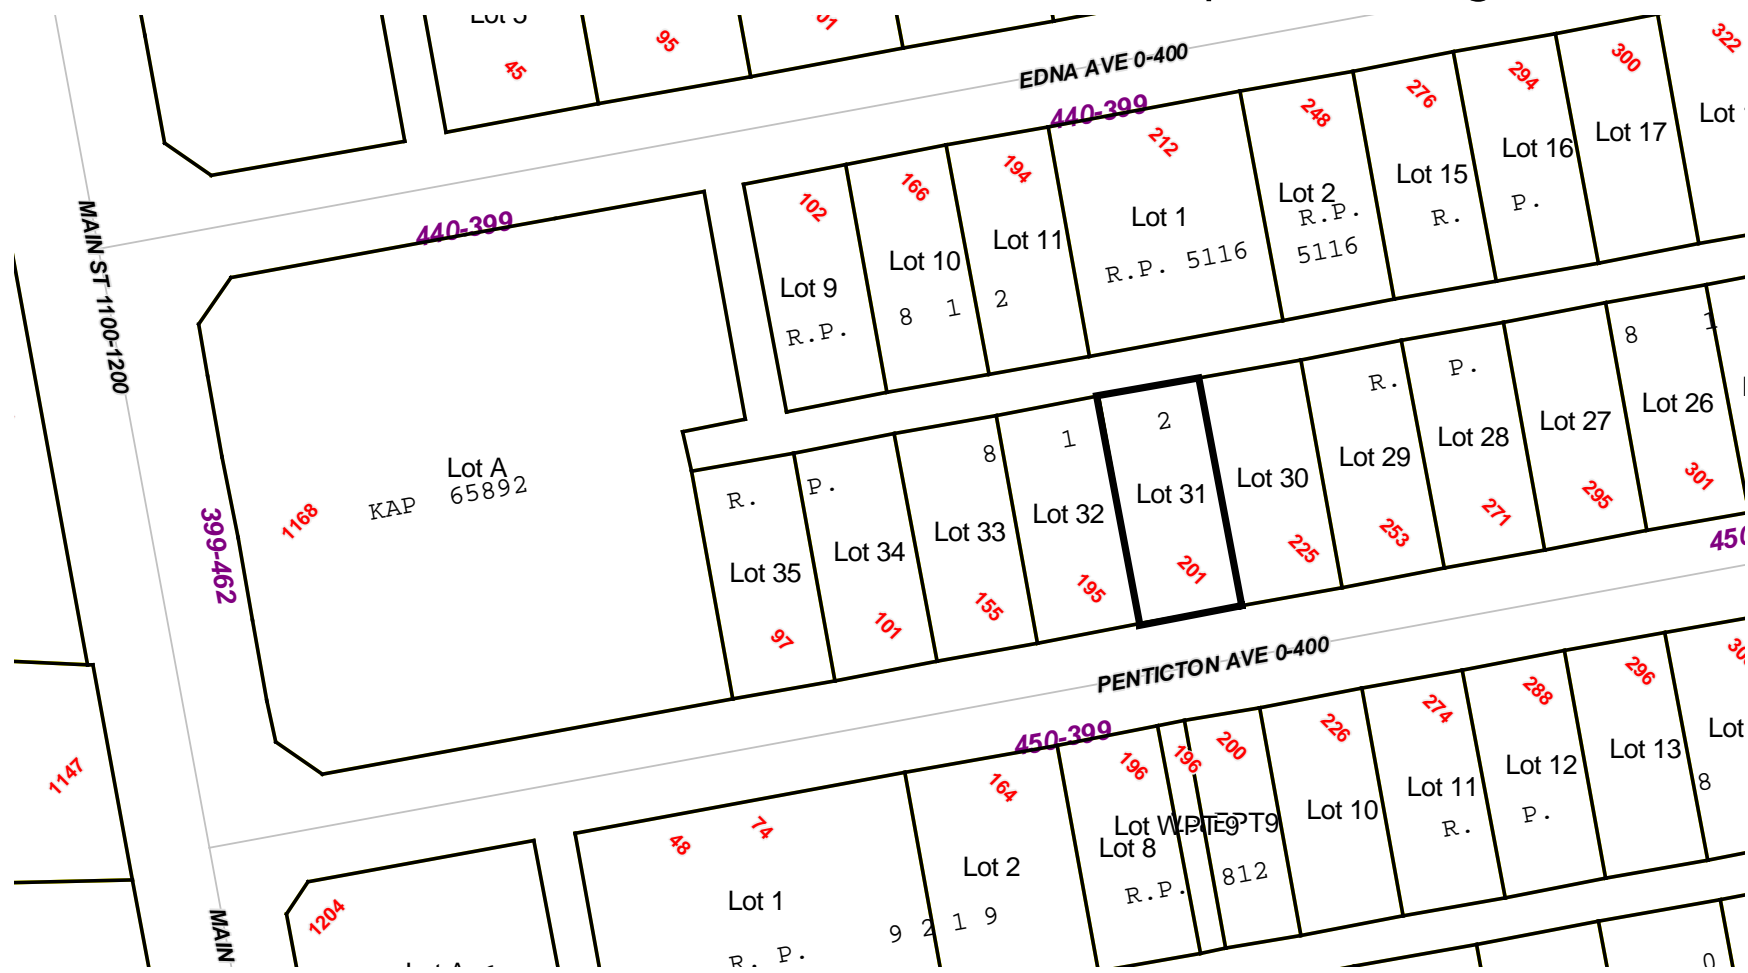 45
95
EDNA AVE 0-400
440-399
322
300
294
276
248
212
194
166
102
Lot 17
Lot 16
Lot 15
Lot 2
Lot 1
Lot 11
Lot 10
Lot 9
P.
R.
R.P.
5116
R.P. 5116
8 1 2
R.P.
MAIN ST 1100-1200
440-399
Lot A
KAP 65892
1168
399-462
R. P. 8 1 2
R. P. 8 1
Lot 35
Lot 34
Lot 33
Lot 32
Lot 31
Lot 30
Lot 29
Lot 28
Lot 27
Lot 26
97
101
155
195
201
225
253
271
295
301
PENTICTON AVE 0-400
450-399
1147
48
74
164
196
196
200
226
274
288
296
Lot 1
Lot 2
Lot 8
Lot W.PT9
E.PT9
Lot 10
Lot 11
Lot 12
Lot 13
Lot
R. P. 9 2 1 9
R.P. 812
R. P. 8
1204
MAIN